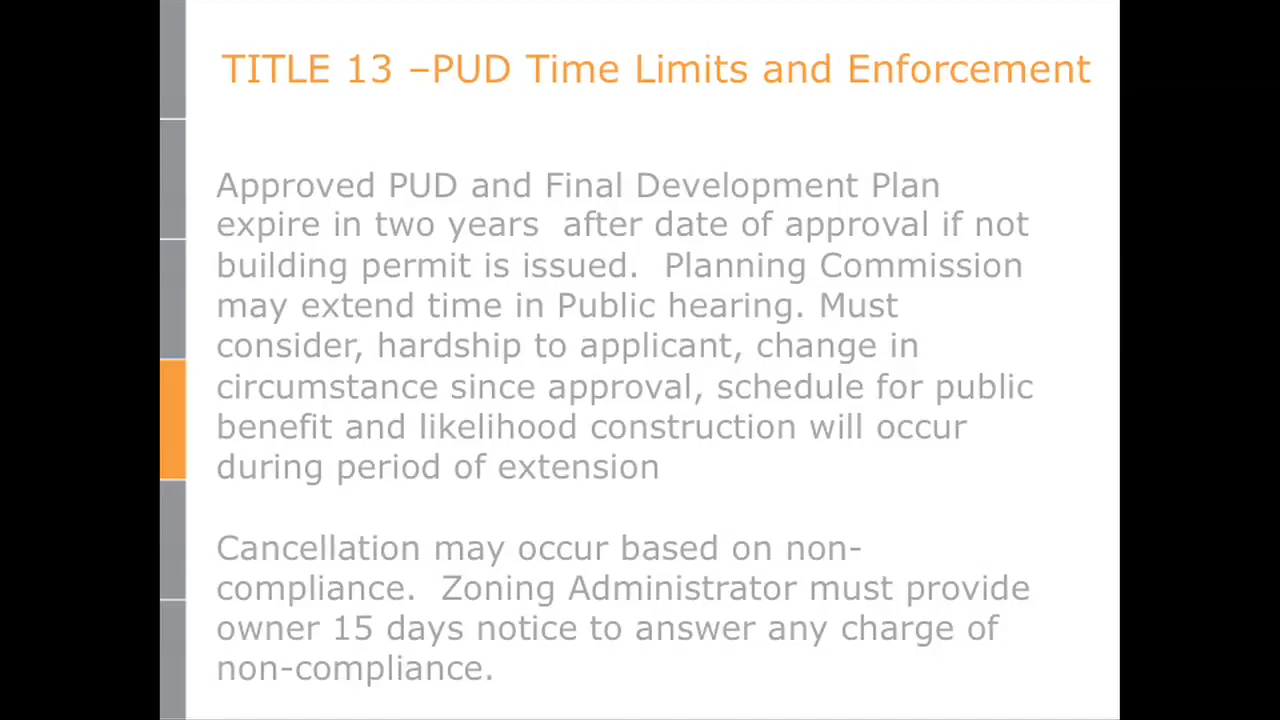 TITLE 13 –PUD Time Limits and Enforcement
Approved PUD and Final Development Plan
expire in two years  after date of approval if not
building permit is issued.  Planning Commission
may extend time in Public hearing. Must
consider, hardship to applicant, change in
circumstance since approval, schedule for public
benefit and likelihood construction will occur
during period of extension
Cancellation may occur based on non-
compliance.  Zoning Administrator must provide
owner 15 days notice to answer any charge of
non-compliance.